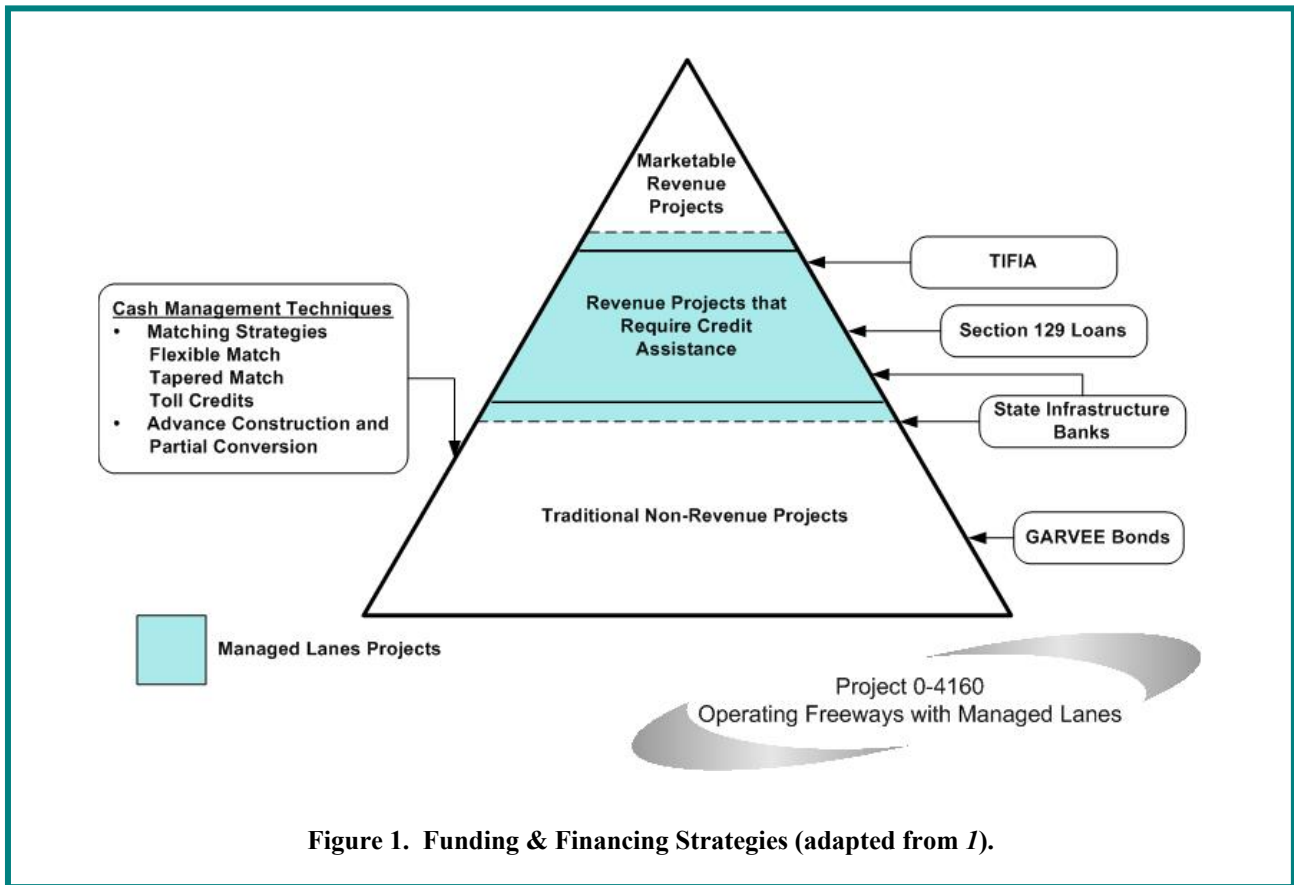 Marketable
Revenue
Projects
TIFIA
Cash Management Techniques
• Matching Strategies
Flexible Match
Tapered Match
Toll Credits
• Advance Construction and
Partial Conversion
Revenue Projects that
Require Credit
Assistance
Section 129 Loans
State Infrastructure
Banks
Traditional Non-Revenue Projects
GARVEE Bonds
Managed Lanes Projects
Project 0-4160
Operating Freeways with Managed Lanes
Figure 1. Funding & Financing Strategies (adapted from 1).